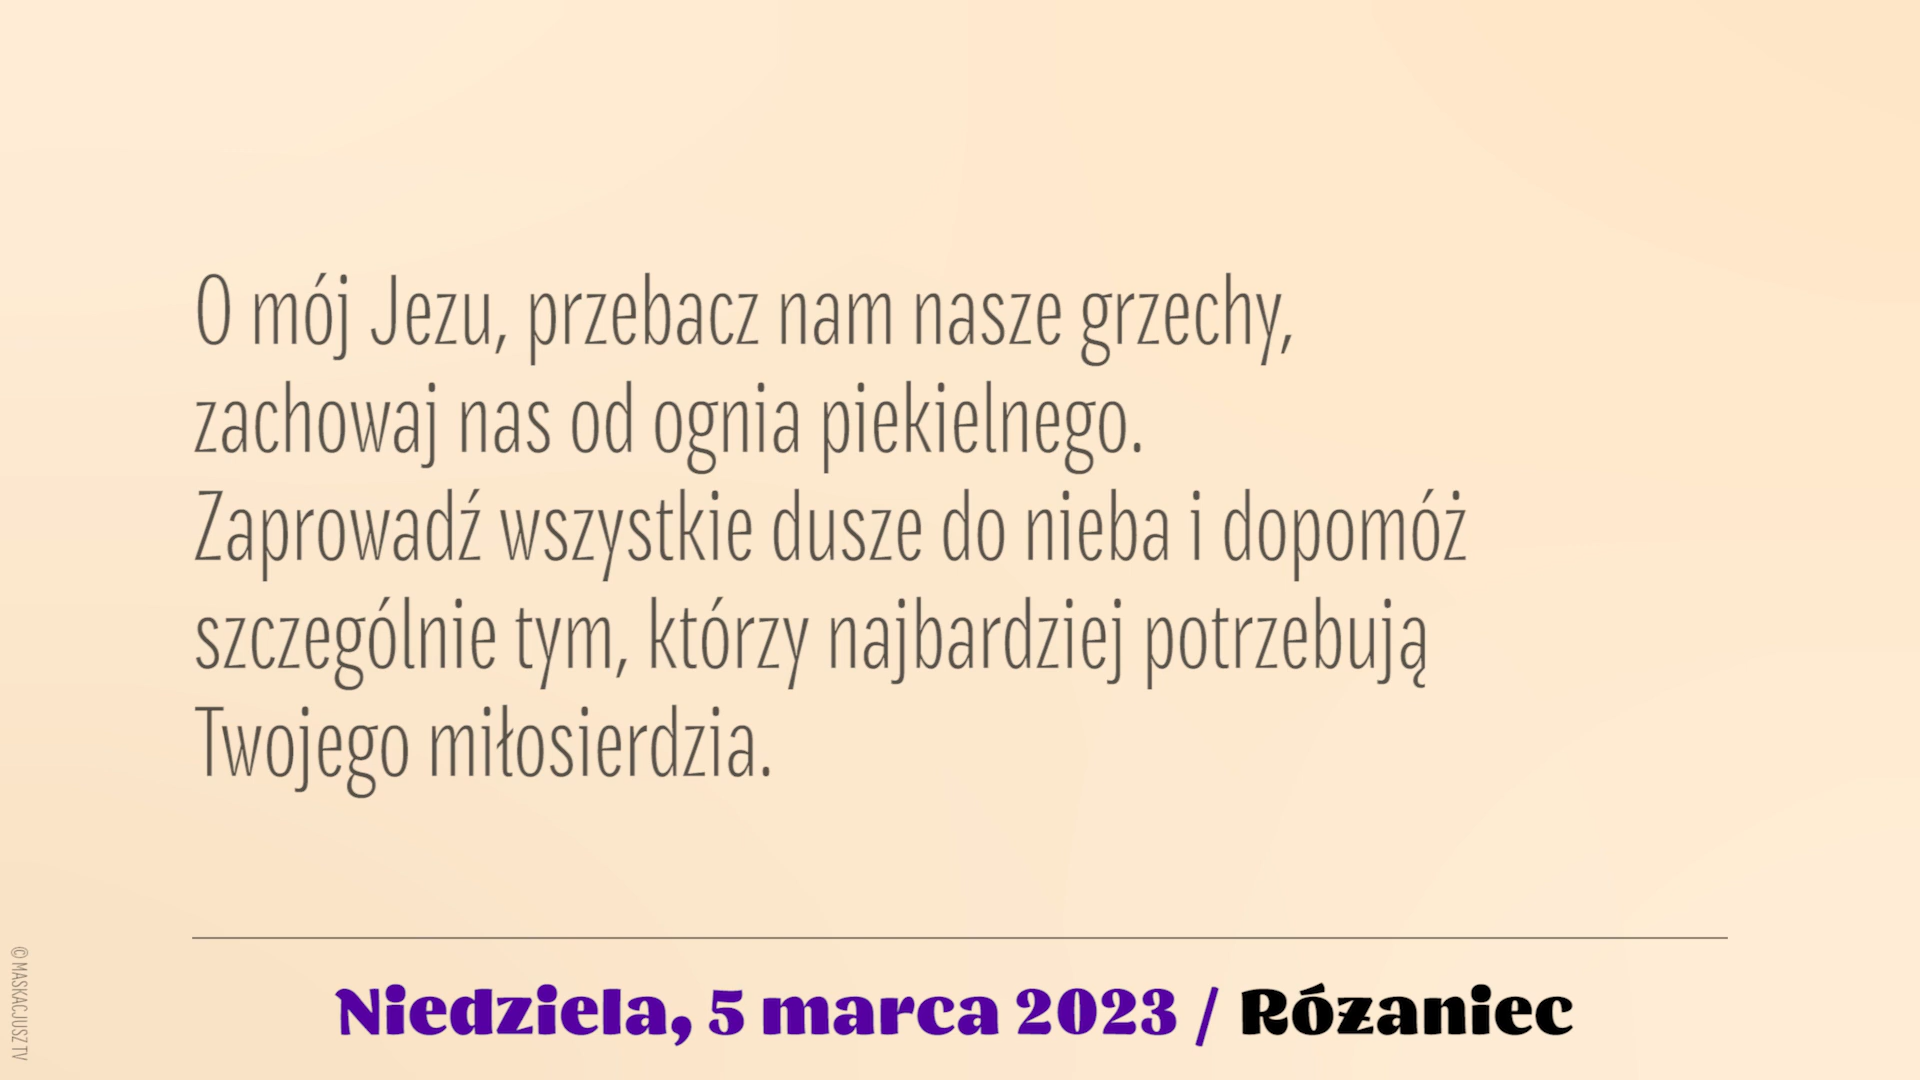 O mój Jezu, przebacz nam nasze grzechy,
zachowaj nas od ognia piekielnego.
Zaprowadź wszystkie dusze do nieba i dopomóż
szczególnie tym, którzy najbardziej potrzebują
Twojego miłosierdzia.
Niedziela, 5 marca 2023 / Różaniec
© MASKACJUSZ TV